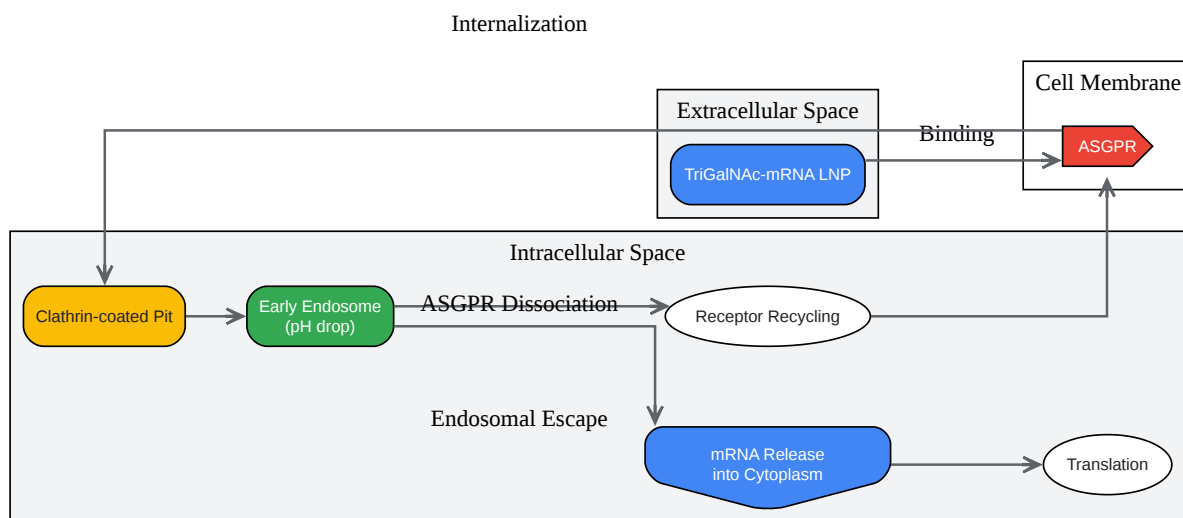 Internalization
Cell Membrane
Extracellular Space
Binding
ASGPR
TriGalNAc-mRNA LNP
Intracellular Space
Clathrin-coated Pit
Early Endosome
(pH drop)
ASGPR Dissociation
Receptor Recycling
Endosomal Escape
mRNA Release
into Cytoplasm
Translation